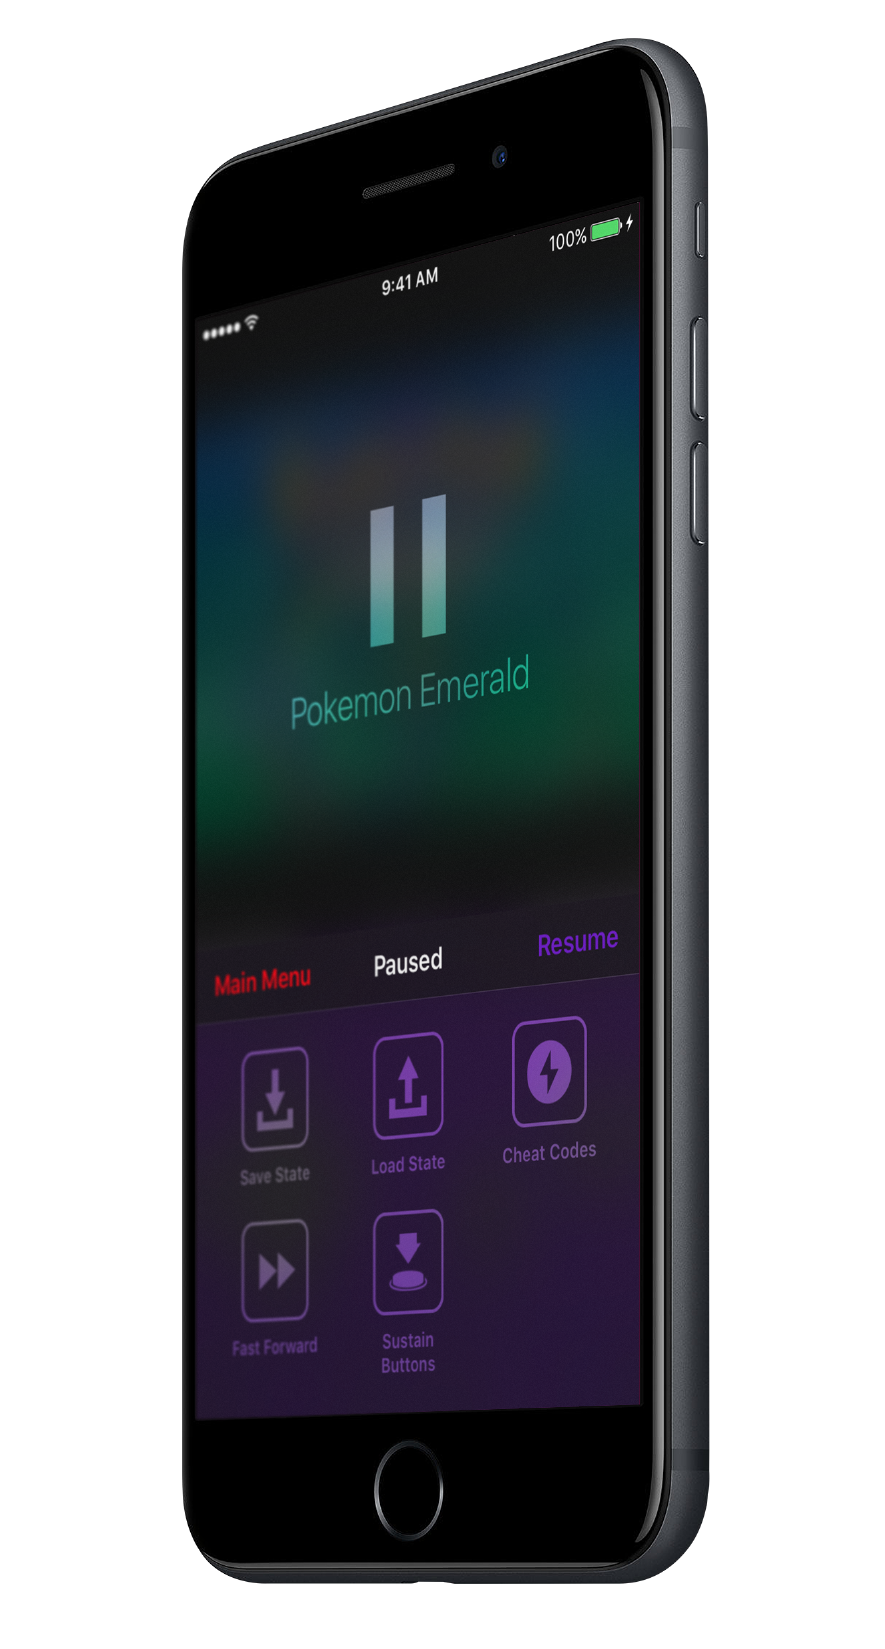 100%
9:41 AM
Pokemon Emerald
Main Menu
Paused
Resume
Save State
Load State
Cheat Codes
Fast Forward
Sustain
Buttons